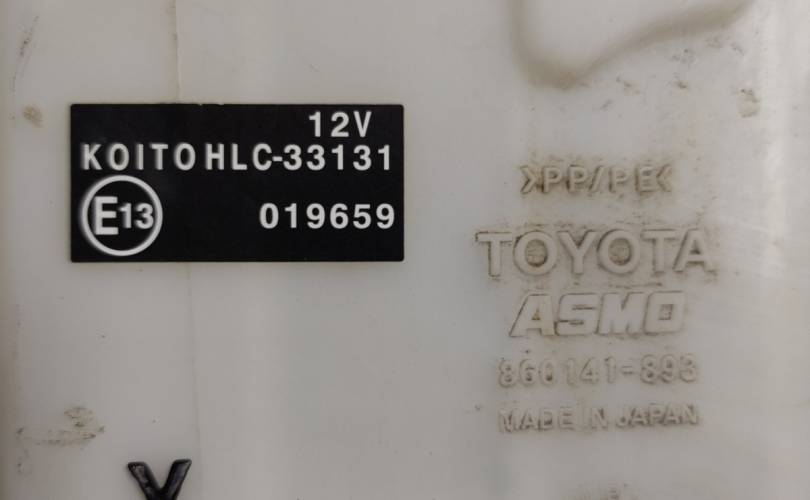 12V
KOITO HLC-33131
E13 019659
>PP/PE<
TOYOTA
ASMO
860141-893
MADE IN JAPAN